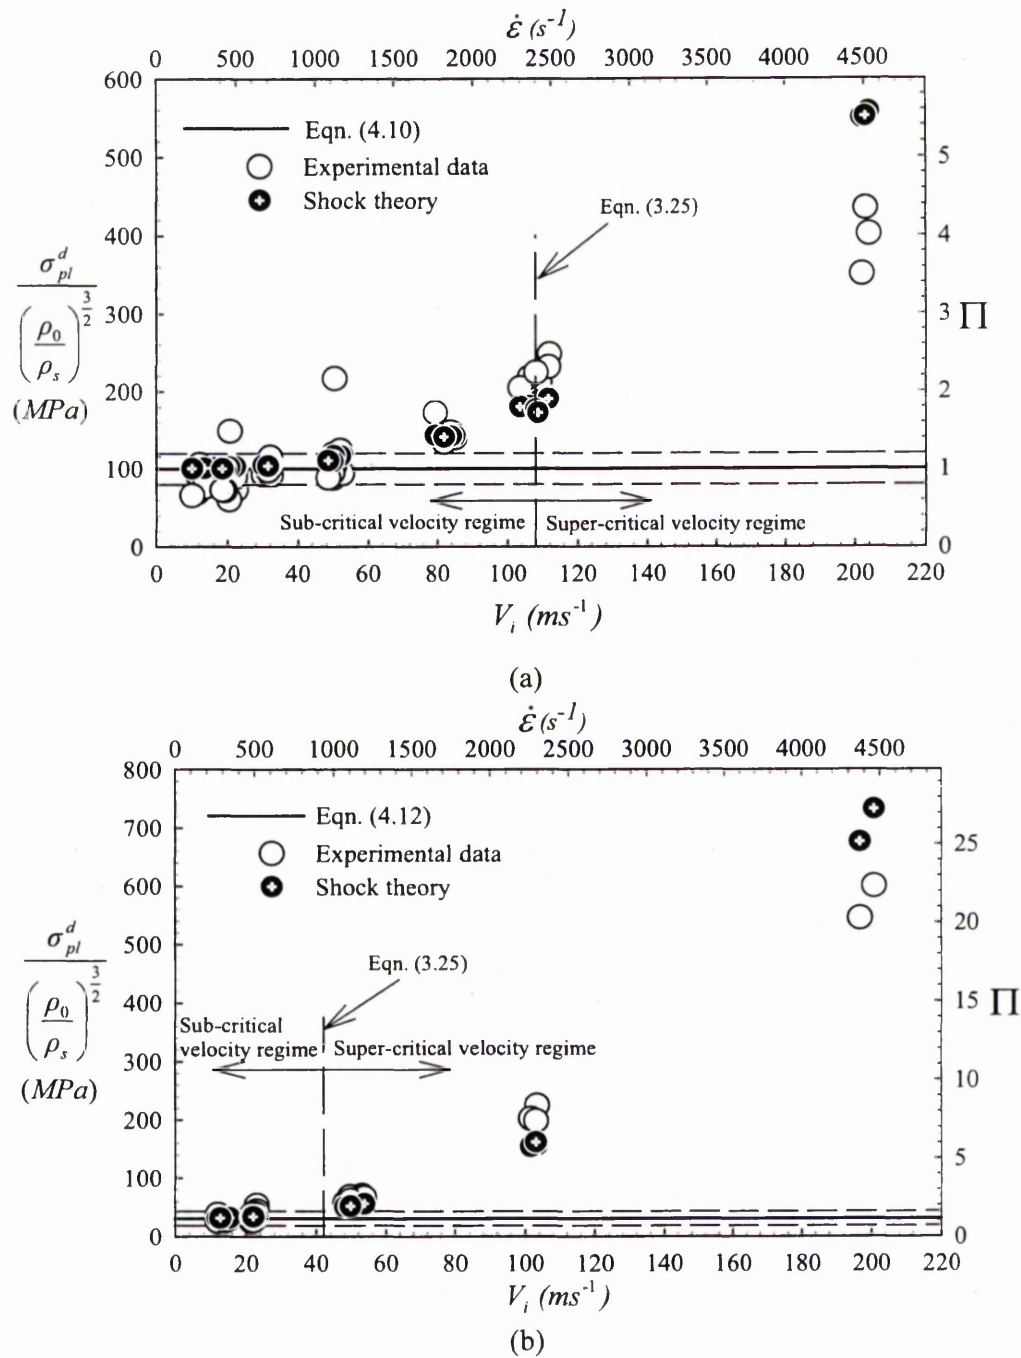 ε̇ (s⁻¹)
0 500 1000 1500 2000 2500 3000 3500 4000 4500
600
500
400
300
200
100
0
Eqn. (4.10)
Experimental data
Shock theory
Eqn. (3.25)
5
4
3
2
1
0
Π
σ^d_pl
(ρ₀/ρₛ)^(3/2)
(MPa)
Sub-critical velocity regime
Super-critical velocity regime
0 20 40 60 80 100 120 140 160 180 200 220
Vᵢ (ms⁻¹)
(a)
ε̇ (s⁻¹)
0 500 1000 1500 2000 2500 3000 3500 4000 4500
800
700
600
500
400
300
200
100
0
Eqn. (4.12)
Experimental data
Shock theory
Eqn. (3.25)
25
20
15
10
5
0
Π
σ^d_pl
(ρ₀/ρₛ)^(3/2)
(MPa)
Sub-critical
velocity regime
Super-critical velocity regime
0 20 40 60 80 100 120 140 160 180 200 220
Vᵢ (ms⁻¹)
(b)